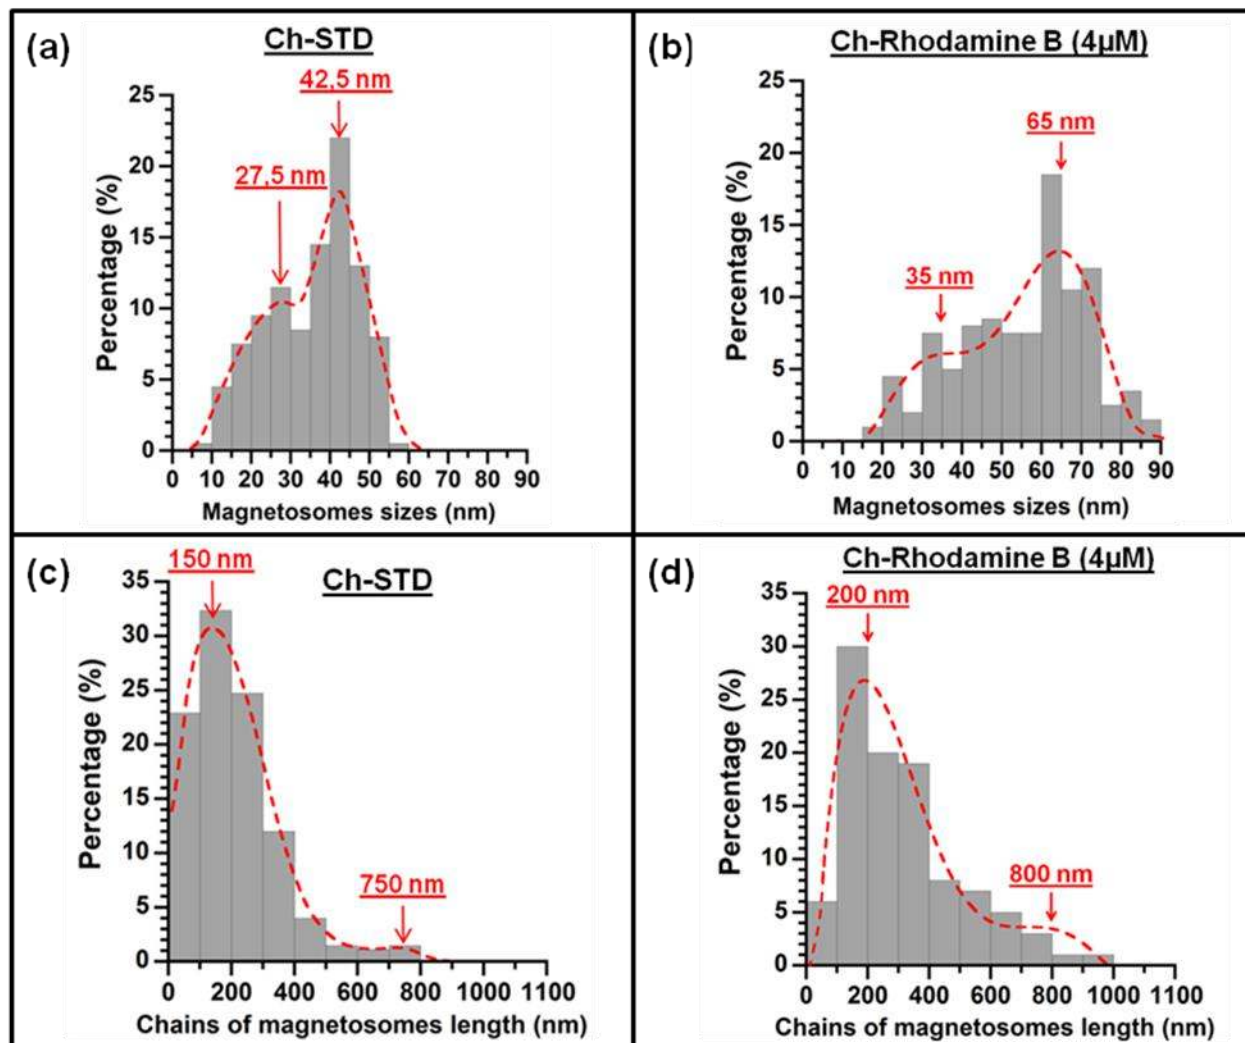 (a)
Ch-STD
42,5 nm
27,5 nm
25
20
15
10
5
0
Percentage (%)
0 10 20 30 40 50 60 70 80 90
Magnetosomes sizes (nm)
(b)
Ch-Rhodamine B (4µM)
65 nm
35 nm
25
20
15
10
5
0
Percentage (%)
0 10 20 30 40 50 60 70 80 90
Magnetosomes sizes (nm)
(c)
150 nm
Ch-STD
750 nm
35
30
25
20
15
10
5
0
Percentage (%)
0 200 400 600 800 1000 1100
Chains of magnetosomes length (nm)
(d)
Ch-Rhodamine B (4µM)
200 nm
800 nm
35
30
25
20
15
10
5
0
Percentage (%)
0 200 400 600 800 1000 1100
Chains of magnetosomes length (nm)